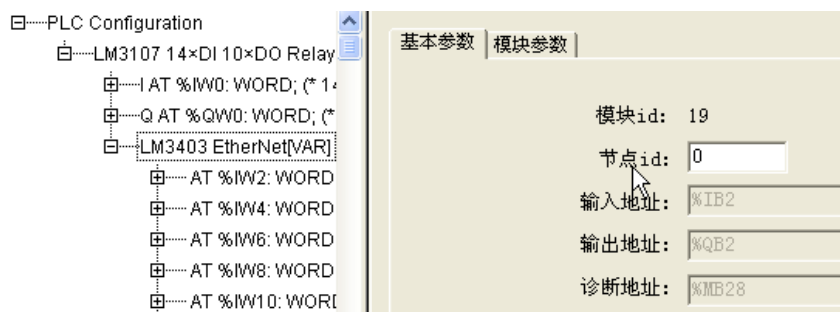 PLC Configuration
LM3107 14×DI 10×DO Relay
I AT %IW0: WORD; (* 14
Q AT %QW0: WORD; (*
LM3403 EtherNet[VAR]
AT %IW2: WORD
AT %IW4: WORD
AT %IW6: WORD
AT %IW8: WORD
AT %IW10: WORD
基本参数
模块参数
模块id: 19
节点id: 0
输入地址: %IB2
输出地址: %QB2
诊断地址: %MB28